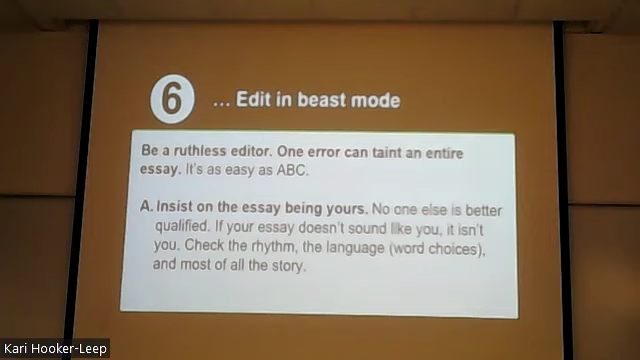 6 ... Edit in beast mode
Be a ruthless editor. One error can taint an entire
essay. It's as easy as ABC.
A. Insist on the essay being yours. No one else is better
qualified. If your essay doesn't sound like you, it isn't
you. Check the rhythm, the language (word choices),
and most of all the story.
Kari Hooker-Leep